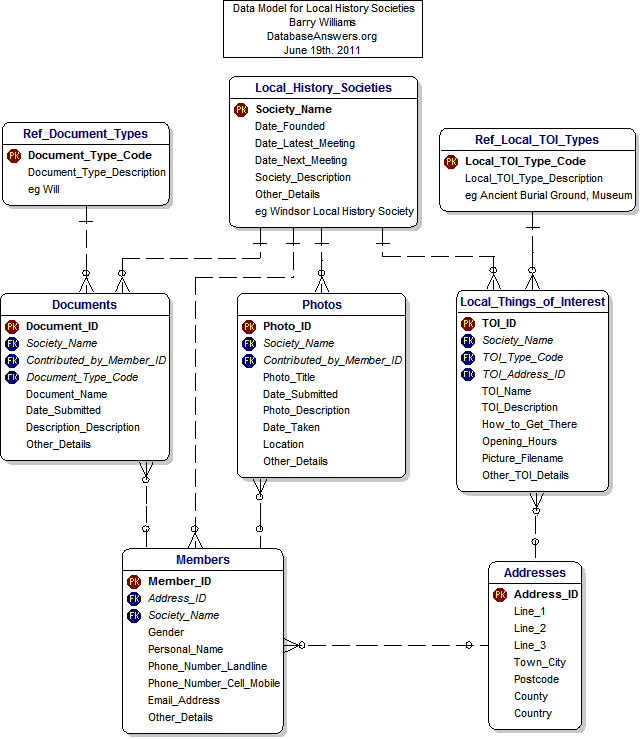 Data Model for Local History Societies
Barry Williams
DatabaseAnswers.org
June 19th. 2011
Local_History_Societies
PK Society_Name
Date_Founded
Date_Latest_Meeting
Date_Next_Meeting
Society_Description
Other_Details
eg Windsor Local History Society
Ref_Document_Types
PK Document_Type_Code
Document_Type_Description
eg Will
Ref_Local_TOI_Types
PK Local_TOI_Type_Code
Local_TOI_Type_Description
eg Ancient Burial Ground, Museum
Documents
PK Document_ID
FK Society_Name
FK Contributed_by_Member_ID
FK Document_Type_Code
Document_Name
Date_Submitted
Description_Description
Other_Details
Photos
PK Photo_ID
FK Society_Name
FK Contributed_by_Member_ID
Photo_Title
Date_Submitted
Photo_Description
Date_Taken
Location
Other_Details
Local_Things_of_Interest
PK TOI_ID
FK Society_Name
FK TOI_Type_Code
FK TOI_Address_ID
TOI_Name
TOI_Description
How_to_Get_There
Opening_Hours
Picture_Filename
Other_TOI_Details
Members
PK Member_ID
FK Address_ID
FK Society_Name
Gender
Personal_Name
Phone_Number_Landline
Phone_Number_Cell_Mobile
Email_Address
Other_Details
Addresses
PK Address_ID
Line_1
Line_2
Line_3
Town_City
Postcode
County
Country